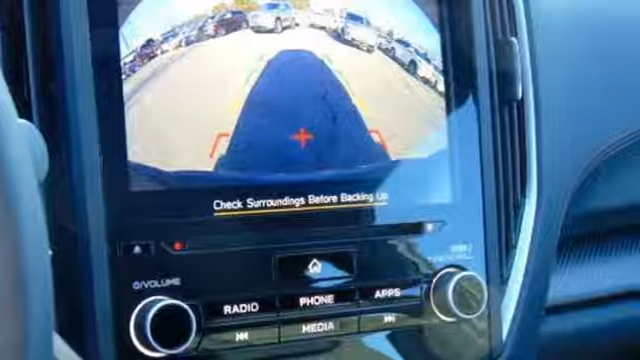 Check Surroundings Before Backing Up
⏻/VOLUME
RADIO
PHONE
APPS
MEDIA